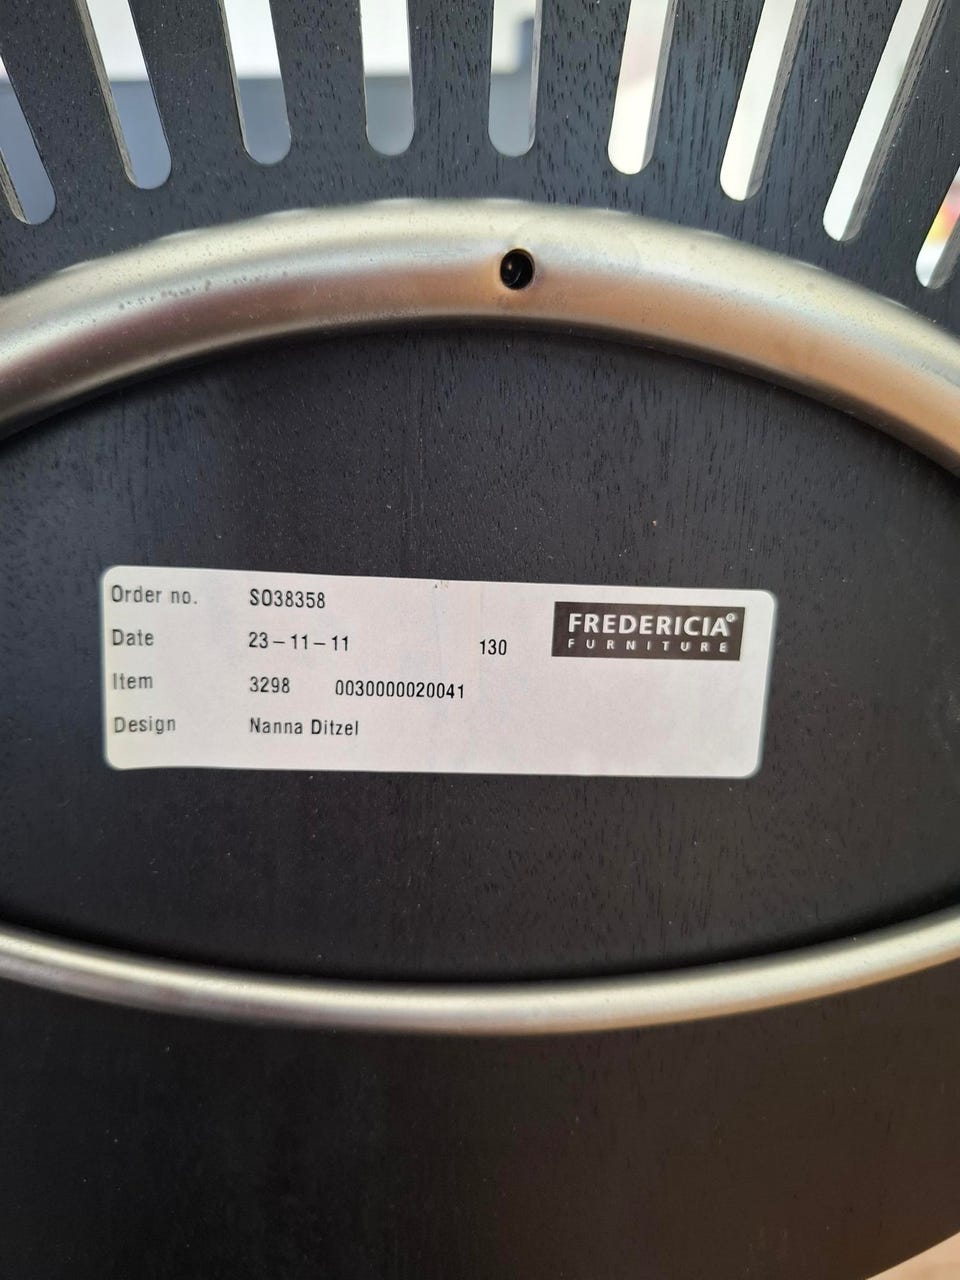 Order no. SO38358
Date 23-11-11 130
Item 3298 0030000020041
Design Nanna Ditzel
FREDERICIA®
FURNITURE